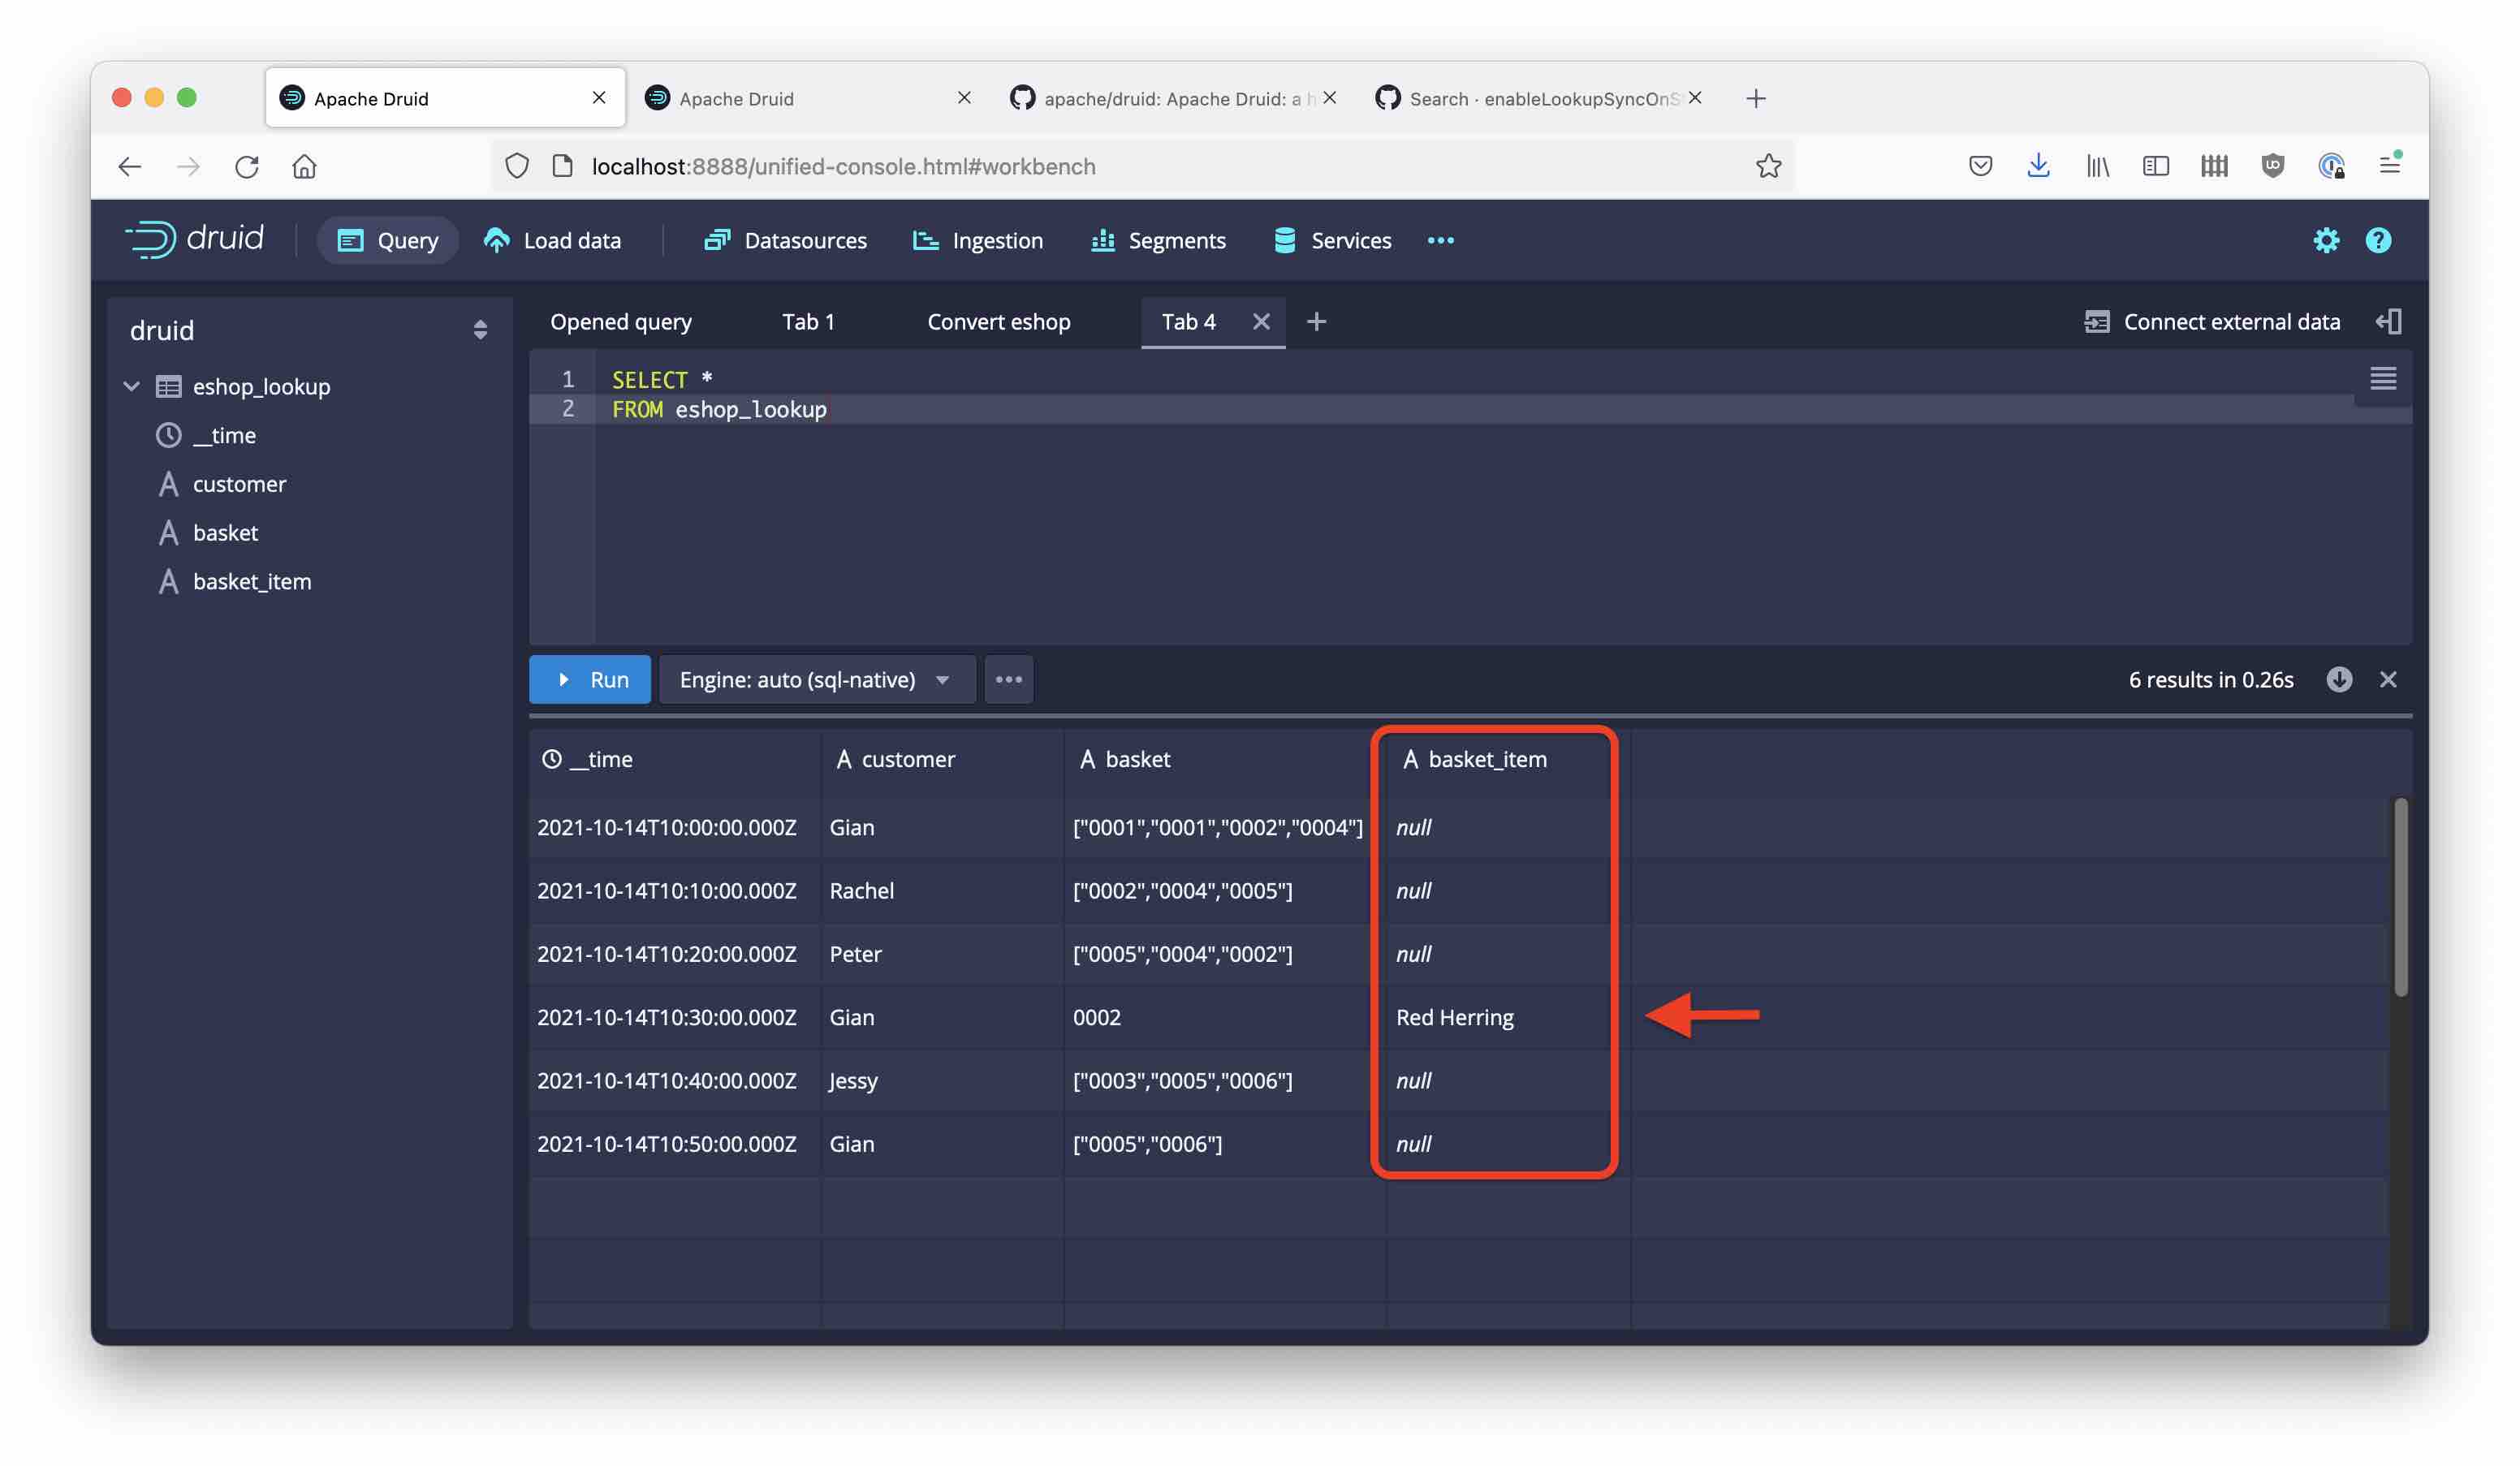 Apache Druid
Apache Druid
apache/druid: Apache Druid: a h
Search · enableLookupSyncOnS
localhost:8888/unified-console.html#workbench
druid
Query
Load data
Datasources
Ingestion
Segments
Services
druid
eshop_lookup
__time
customer
basket
basket_item
Opened query
Tab 1
Convert eshop
Tab 4
Connect external data
1 SELECT *
2 FROM eshop_lookup
Run
Engine: auto (sql-native)
6 results in 0.26s
__time A customer A basket A basket_item
2021-10-14T10:00:00.000Z Gian ["0001","0001","0002","0004"] null
2021-10-14T10:10:00.000Z Rachel ["0002","0004","0005"] null
2021-10-14T10:20:00.000Z Peter ["0005","0004","0002"] null
2021-10-14T10:30:00.000Z Gian 0002 Red Herring
2021-10-14T10:40:00.000Z Jessy ["0003","0005","0006"] null
2021-10-14T10:50:00.000Z Gian ["0005","0006"] null